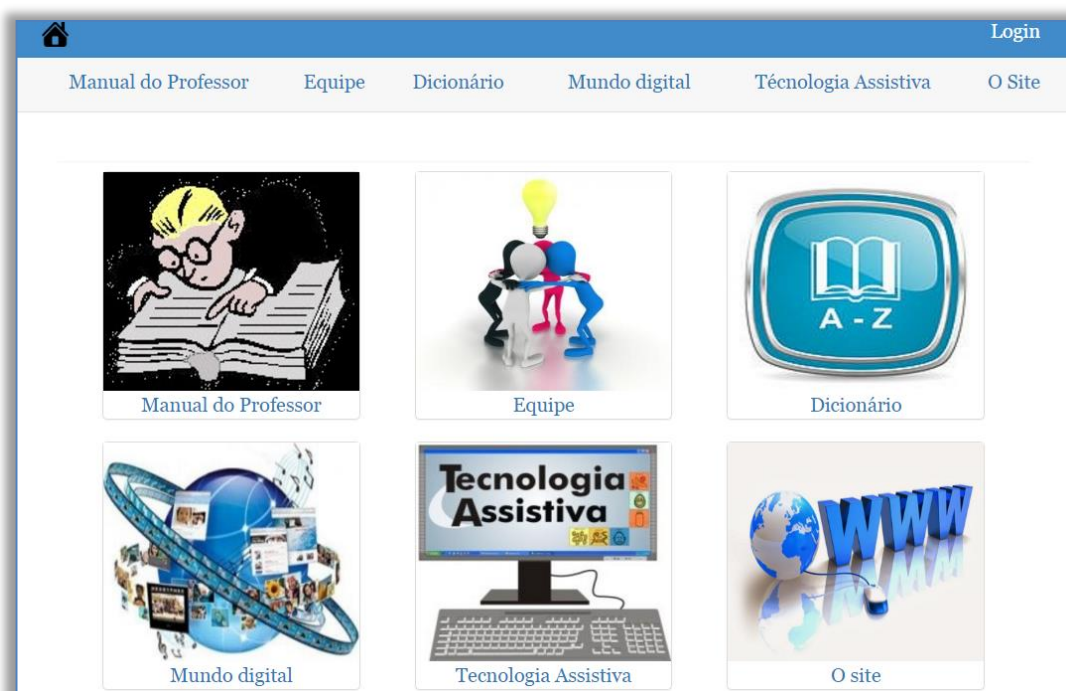 Login
Manual do Professor Equipe Dicionário Mundo digital Técnologia Assistiva O Site
A - Z
Manual do Professor Equipe Dicionário
Tecnologia
Assistiva
WWW
Mundo digital Tecnologia Assistiva O site